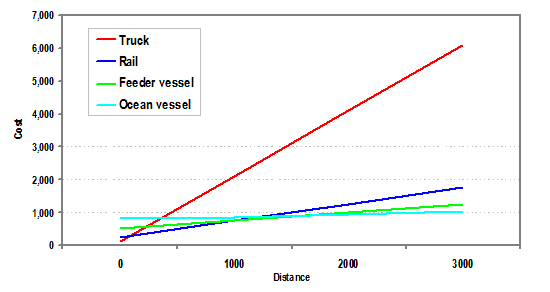 7,000
6,000
5,000
4,000
3,000
2,000
1,000
0
Cost
Truck
Rail
Feeder vessel
Ocean vessel
0 1000 2000 3000
Distance